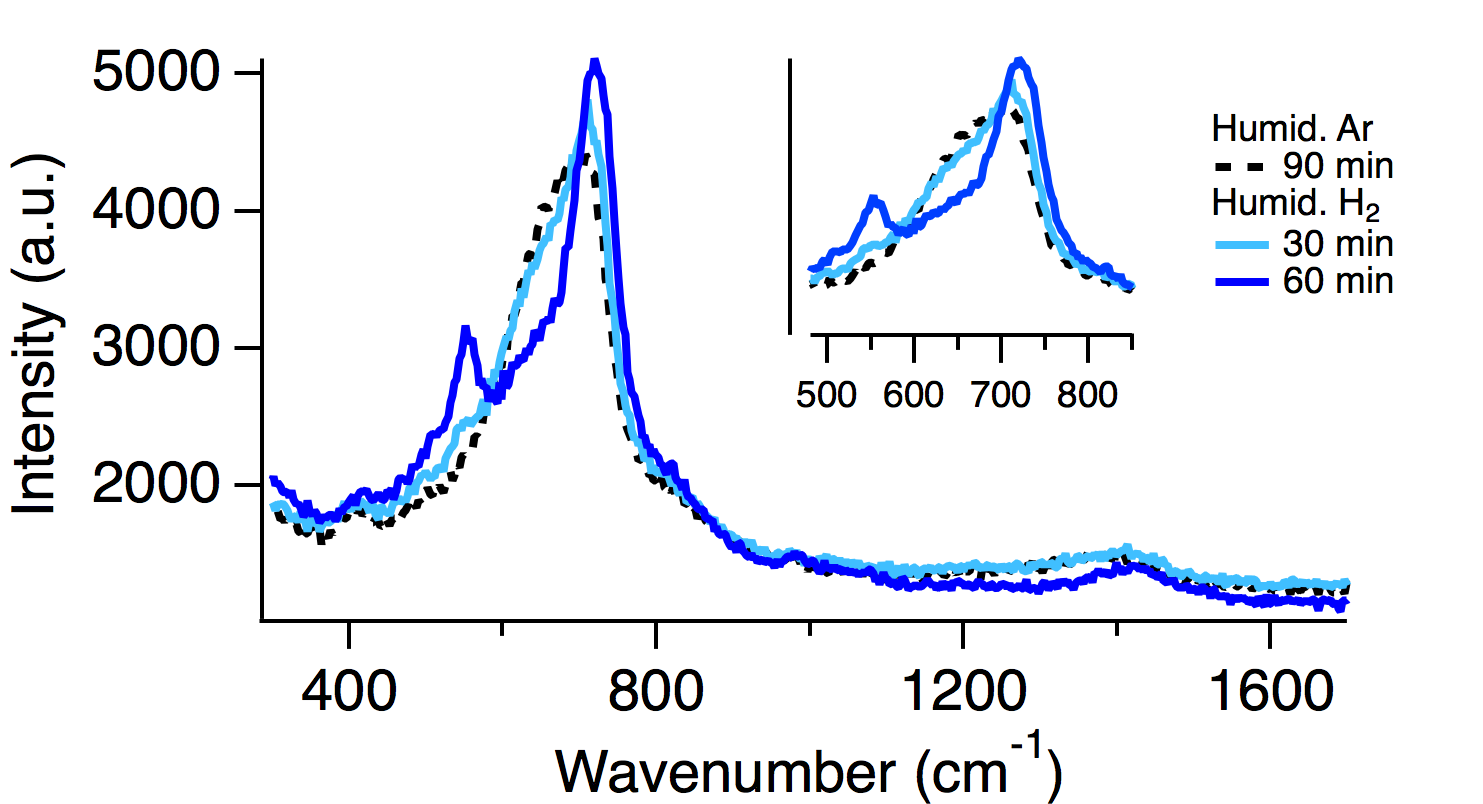 Intensity (a.u.)
5000
4000
3000
2000
400 800 1200 1600
Wavenumber (cm⁻¹)
500 600 700 800
Humid. Ar
90 min
Humid. H₂
30 min
60 min